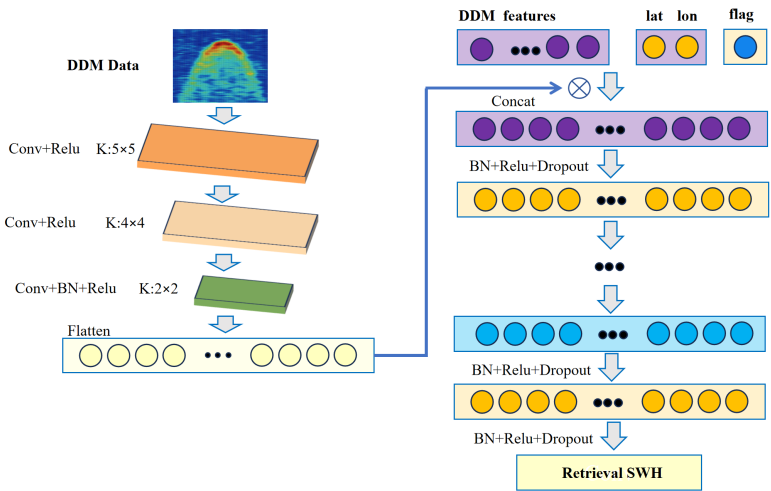 DDM Data
Conv+Relu K:5×5
Conv+Relu K:4×4
Conv+BN+Relu K:2×2
Flatten
DDM features lat lon flag
Concat
BN+Relu+Dropout
BN+Relu+Dropout
BN+Relu+Dropout
Retrieval SWH